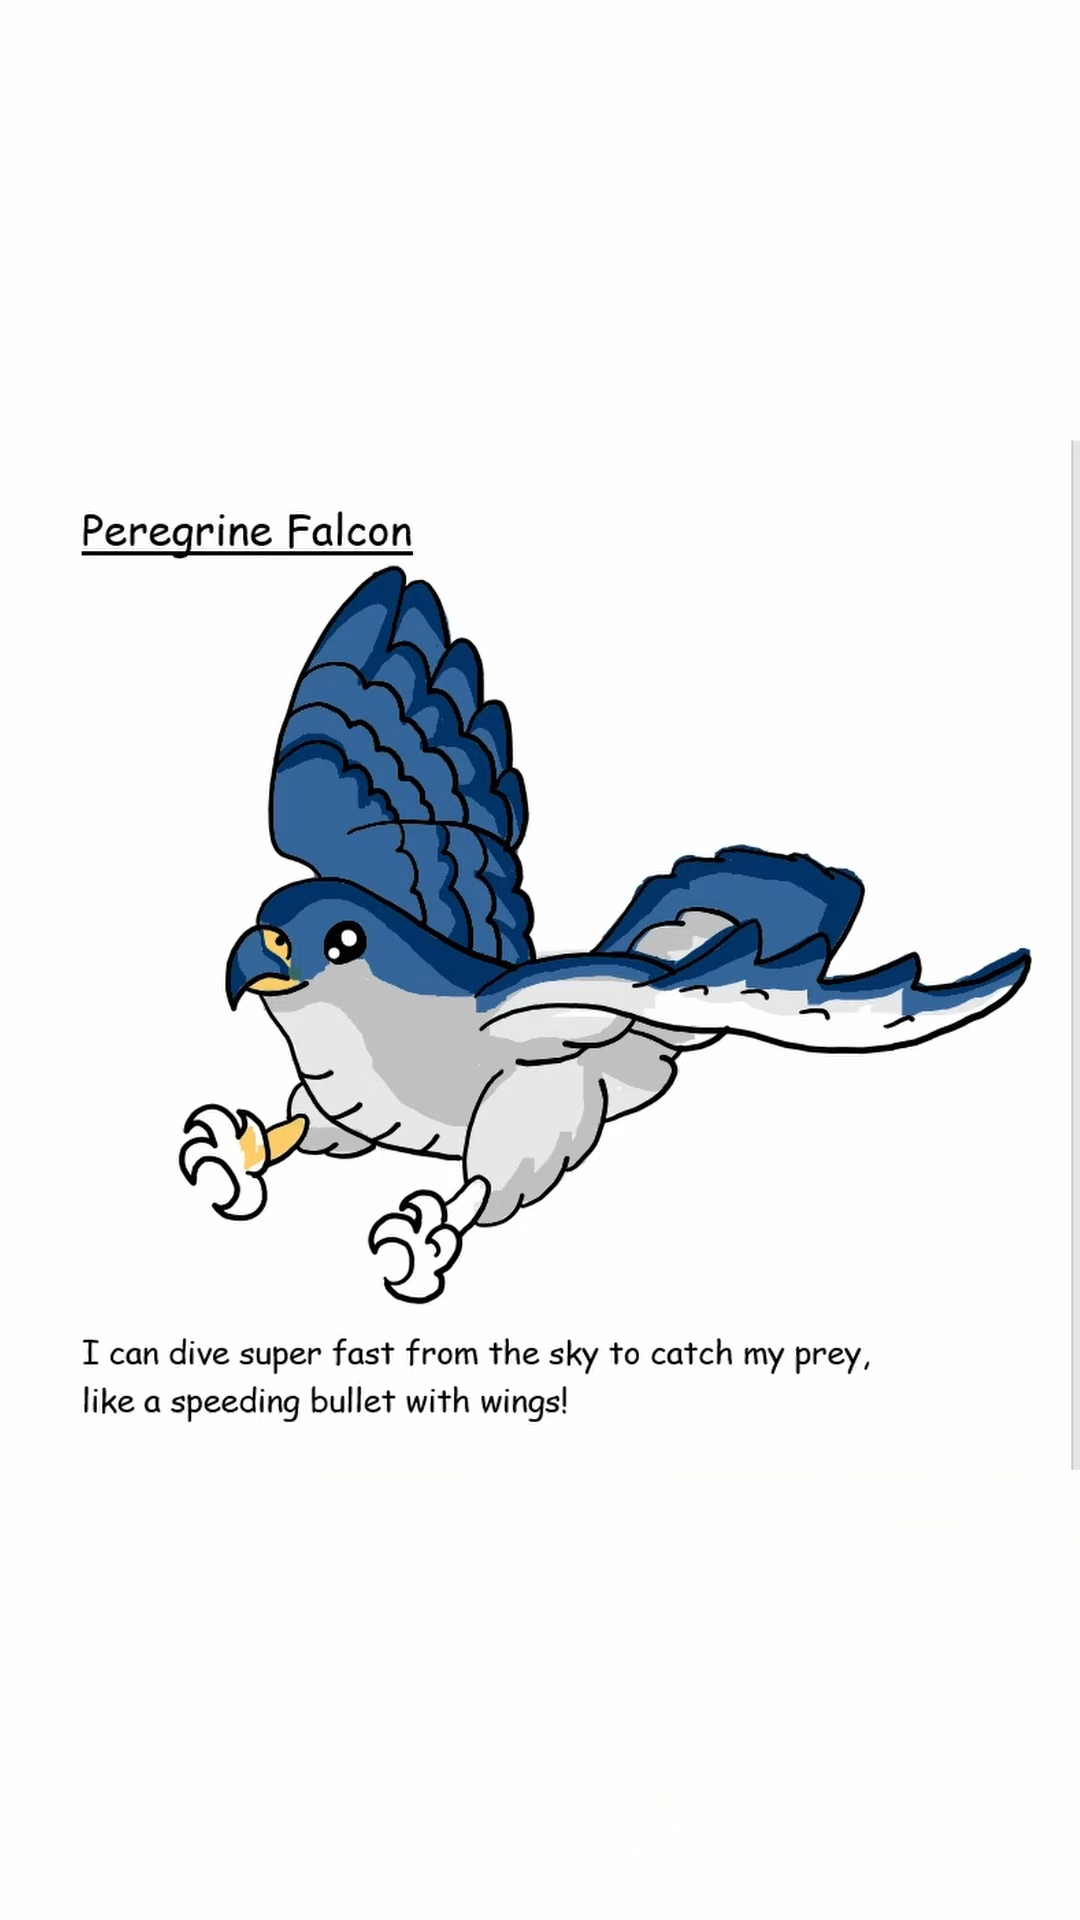 Peregrine Falcon
I can dive super fast from the sky to catch my prey,
like a speeding bullet with wings!